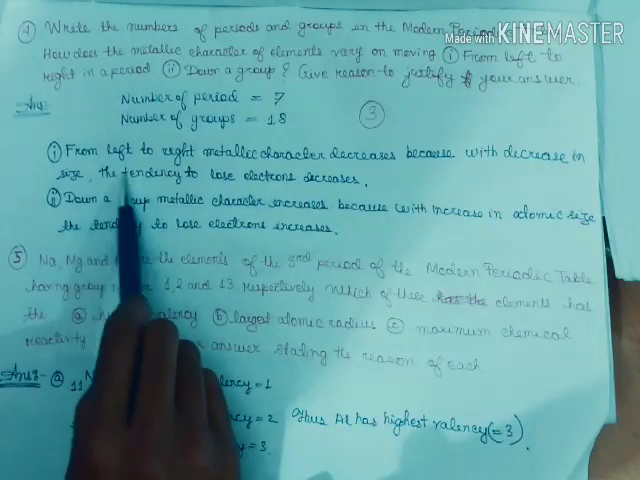 ④ Write the numbers of periods and groups in the Modern
Made with KINEMASTER
How does the metallic character of elements vary on moving ⓘ From left to
right in a period ⓘⓘ Down a group? Give reason to justify your answer
Ans:
Number of period = 7
Number of groups = 18
③
ⓘ From left to right metallic character decreases because with decrease in
size, the tendency to lose electrons decreases.
ⓘⓘ Down a metallic character increases because with increase in atomic size
the to lose electrons increases.
⑤ Na, Mg and the elements of the 3rd period of the Modern Periodic Table
having group 1, 2 and 13 respectively Which of these elements has
the ⓐ ⓑ largest atomic radius ⓒ maximum chemical
reactivity answer stating the reason of each
Ans:- ⓐ 11 =1
=2 Thus Al has highest valency (=3).
=3.